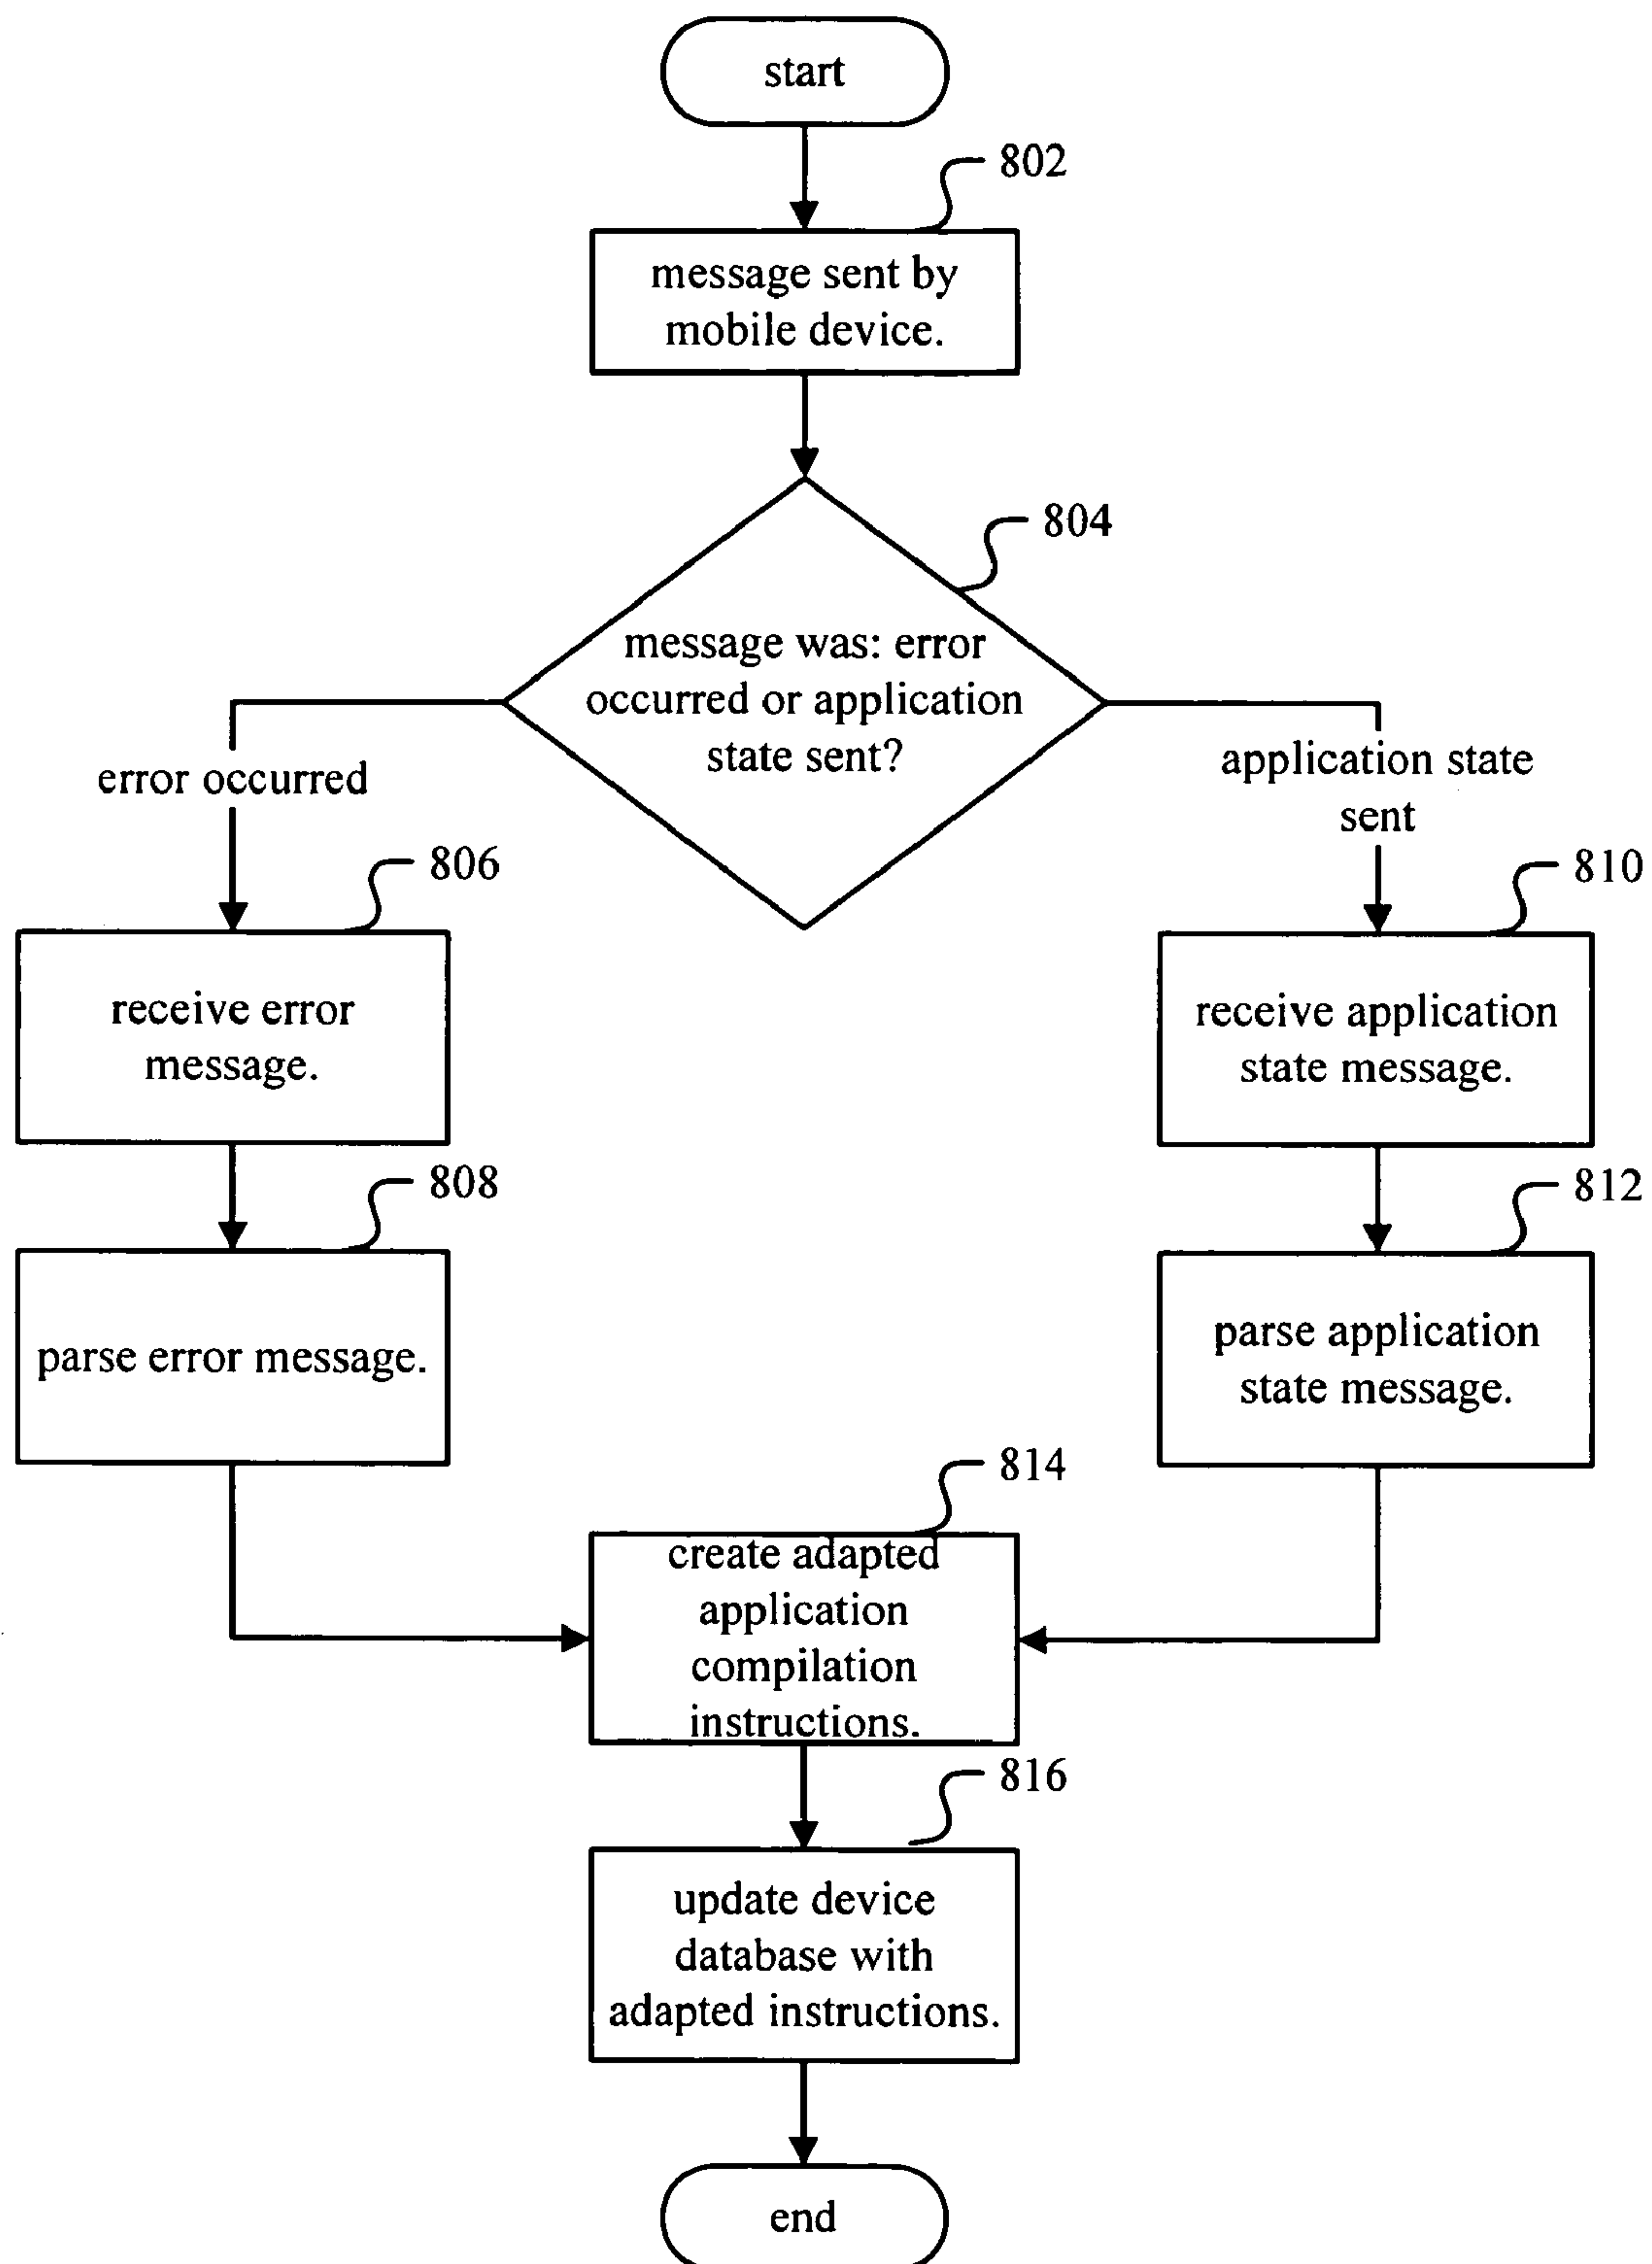 start
802
message sent by
mobile device.
804
message was: error
occurred or application
state sent?
error occurred
application state
sent
806
receive error
message.
810
receive application
state message.
808
parse error message.
812
parse application
state message.
814
create adapted
application
compilation
instructions.
816
update device
database with
adapted instructions.
end